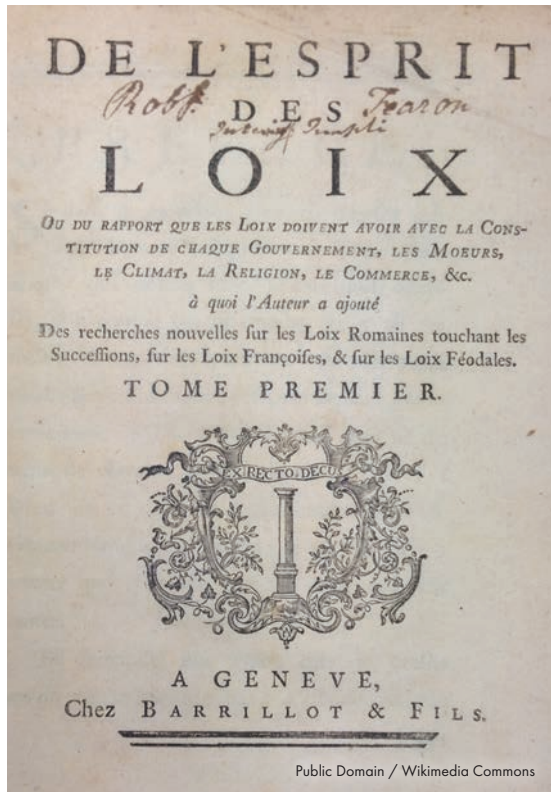 DE L'ESPRIT
DES
LOIX
OU DU RAPPORT QUE LES LOIX DOIVENT AVOIR AVEC LA CONS-
TITUTION DE CHAQUE GOUVERNEMENT, LES MOEURS,
LE CLIMAT, LA RELIGION, LE COMMERCE, &c.
à quoi l'Auteur a ajouté
Des recherches nouvelles ſur les Loix Romaines touchant les
Succeſſions, ſur les Loix Françoiſes, & ſur les Loix Féodales.
TOME PREMIER.
EX RECTO DECUS
A GENEVE,
Chez BARRILLOT & FILS.
Public Domain / Wikimedia Commons